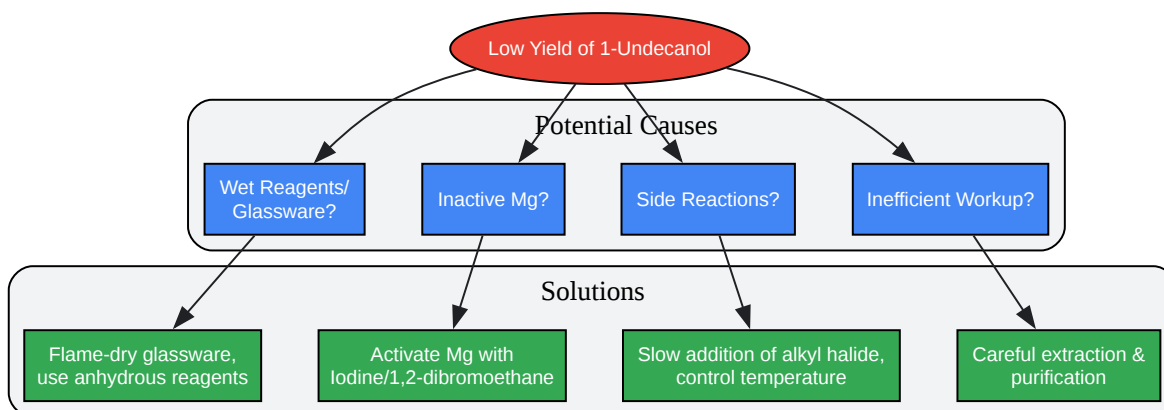 Low Yield of 1-Undecanol
Potential Causes
Wet Reagents/
Glassware?
Inactive Mg?
Side Reactions?
Inefficient Workup?
Solutions
Flame-dry glassware,
use anhydrous reagents
Activate Mg with
Iodine/1,2-dibromoethane
Slow addition of alkyl halide,
control temperature
Careful extraction &
purification